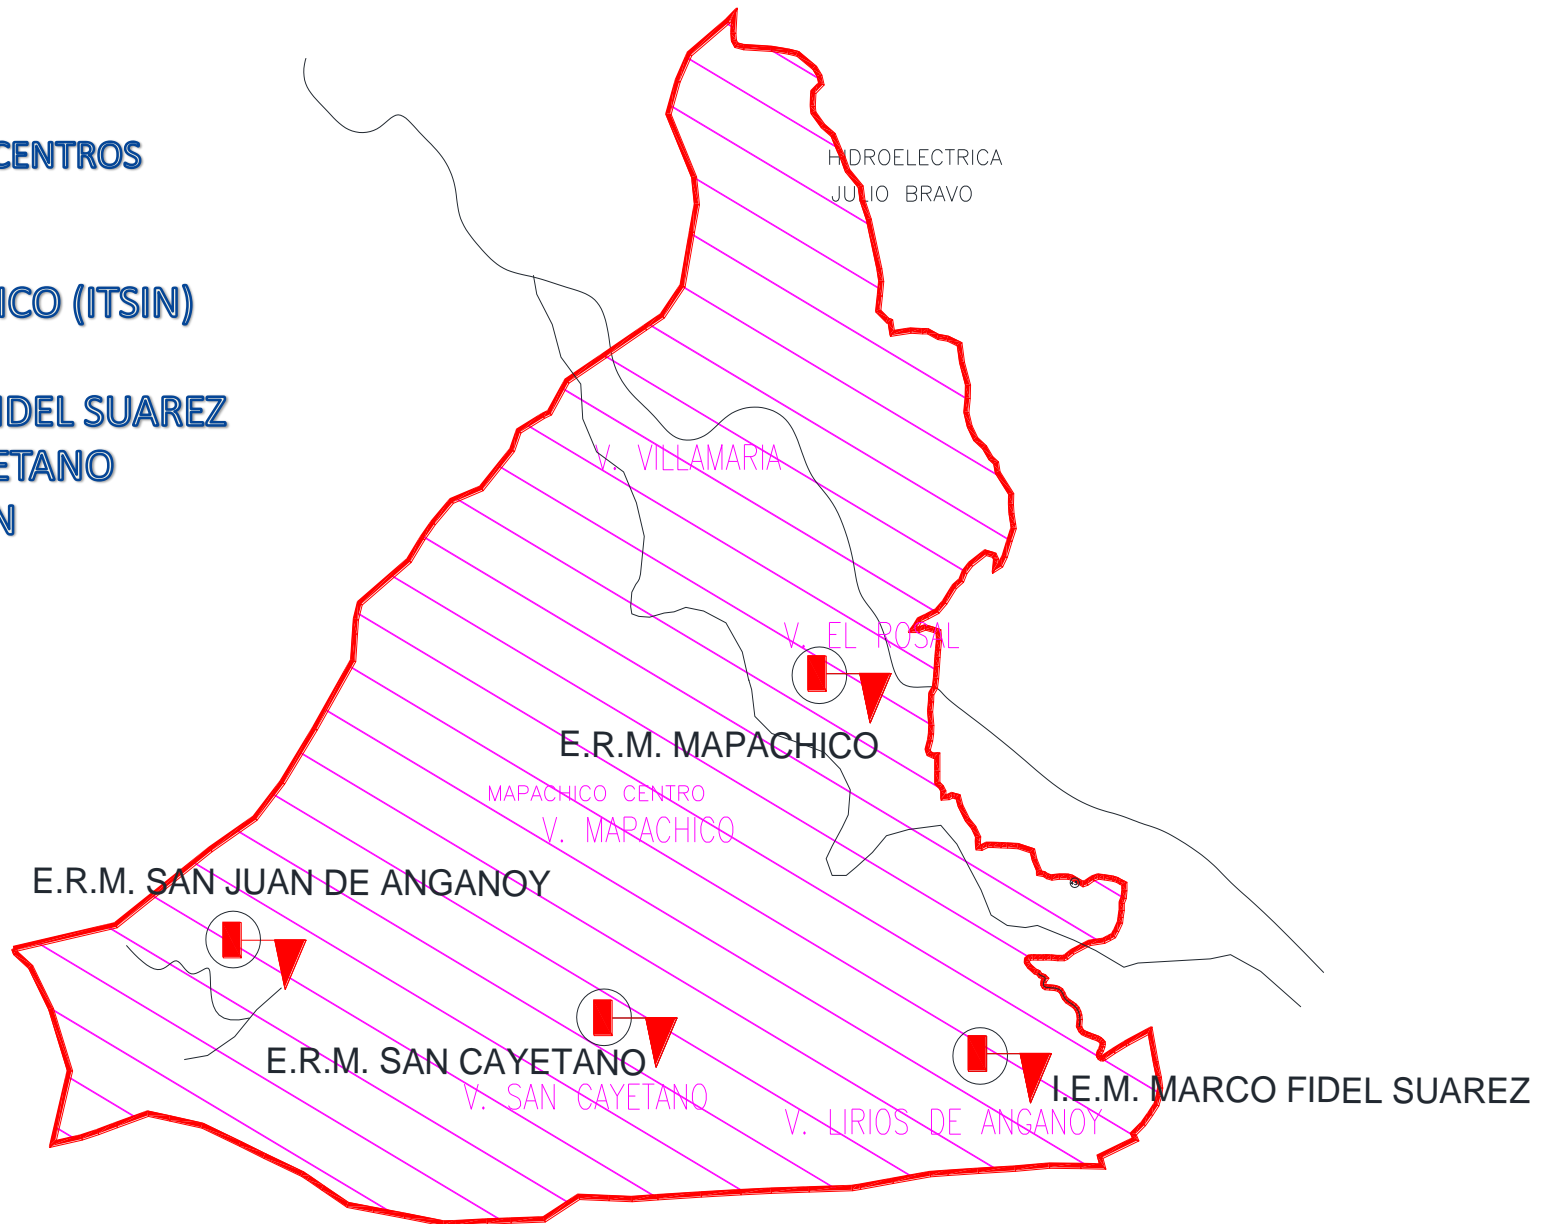 CENTROS
ICO (ITSIN)
IDEL SUAREZ
ETANO
N
HIDROELECTRICA
JULIO BRAVO
V. VILLAMARIA
V. EL ROSAL
E.R.M. MAPACHICO
MAPACHICO CENTRO
V. MAPACHICO
E.R.M. SAN JUAN DE ANGANOY
E.R.M. SAN CAYETANO
V. SAN CAYETANO
I.E.M. MARCO FIDEL SUAREZ
V. LIRIOS DE ANGANOY